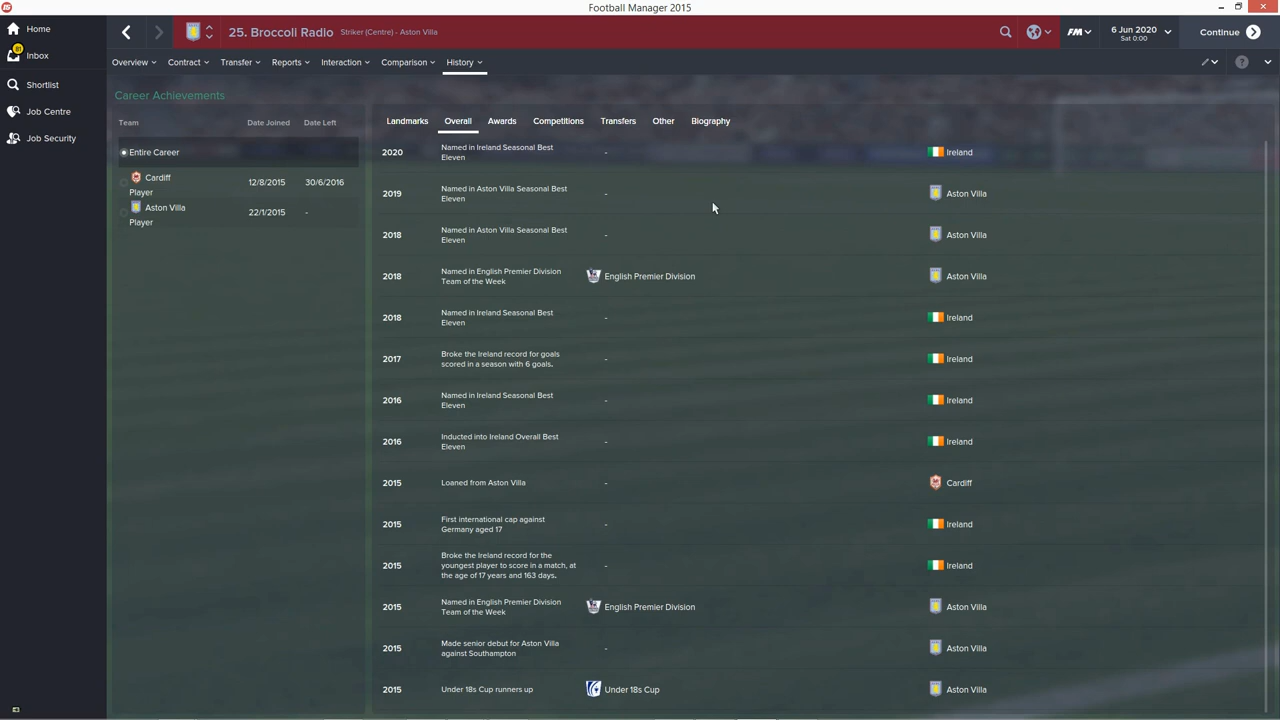 Football Manager 2015
Home
81
Inbox
Shortlist
Job Centre
Job Security
25. Broccoli Radio Striker (Centre) - Aston Villa
FM
6 Jun 2020
Sat 0:00
Continue
Overview Contract Transfer Reports Interaction Comparison History
Career Achievements
Team Date Joined Date Left
Entire Career
Cardiff
Player
12/8/2015 30/6/2016
Aston Villa
Player
22/1/2015 -
Landmarks Overall Awards Competitions Transfers Other Biography
2020 Named in Ireland Seasonal Best
Eleven
- Ireland
2019 Named in Aston Villa Seasonal Best
Eleven
- Aston Villa
2018 Named in Aston Villa Seasonal Best
Eleven
- Aston Villa
2018 Named in English Premier Division
Team of the Week
English Premier Division Aston Villa
2018 Named in Ireland Seasonal Best
Eleven
- Ireland
2017 Broke the Ireland record for goals
scored in a season with 6 goals.
- Ireland
2016 Named in Ireland Seasonal Best
Eleven
- Ireland
2016 Inducted into Ireland Overall Best
Eleven
- Ireland
2015 Loaned from Aston Villa - Cardiff
2015 First international cap against
Germany aged 17
- Ireland
2015 Broke the Ireland record for the
youngest player to score in a match, at
the age of 17 years and 163 days.
- Ireland
2015 Named in English Premier Division
Team of the Week
English Premier Division Aston Villa
2015 Made senior debut for Aston Villa
against Southampton
- Aston Villa
2015 Under 18s Cup runners up Under 18s Cup Aston Villa